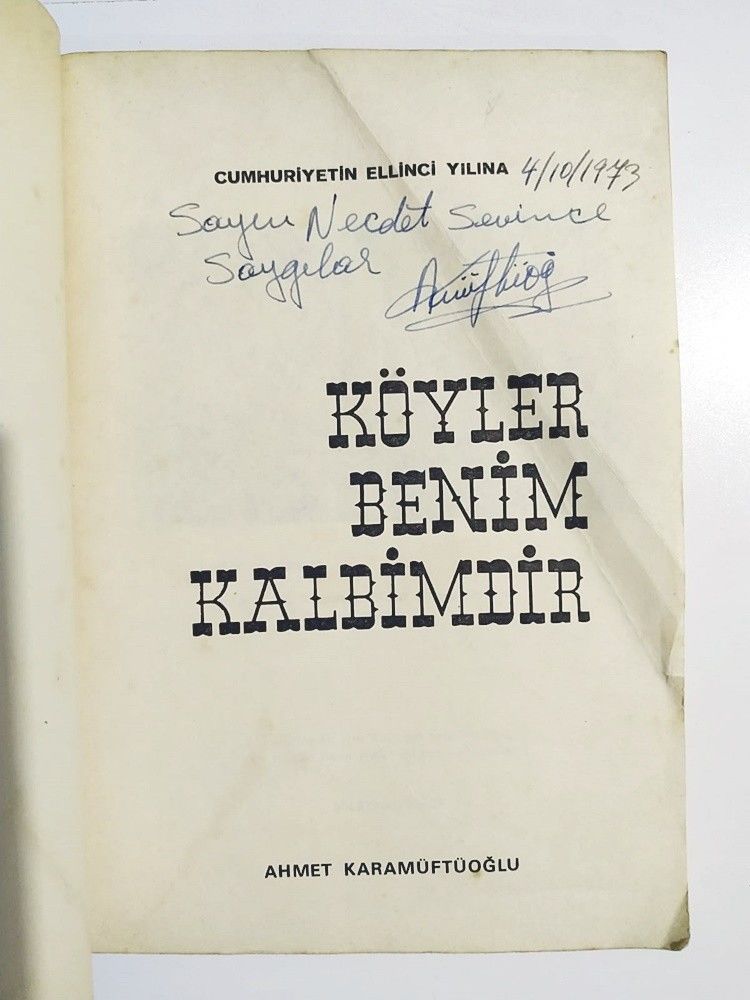 CUMHURİYETİN ELLİNCİ YILINA 4/10/1973
Sayın Necdet Sevince
Saygılar
KÖYLER
BENİM
KALBİMDİR
AHMET KARAMÜFTÜOĞLU